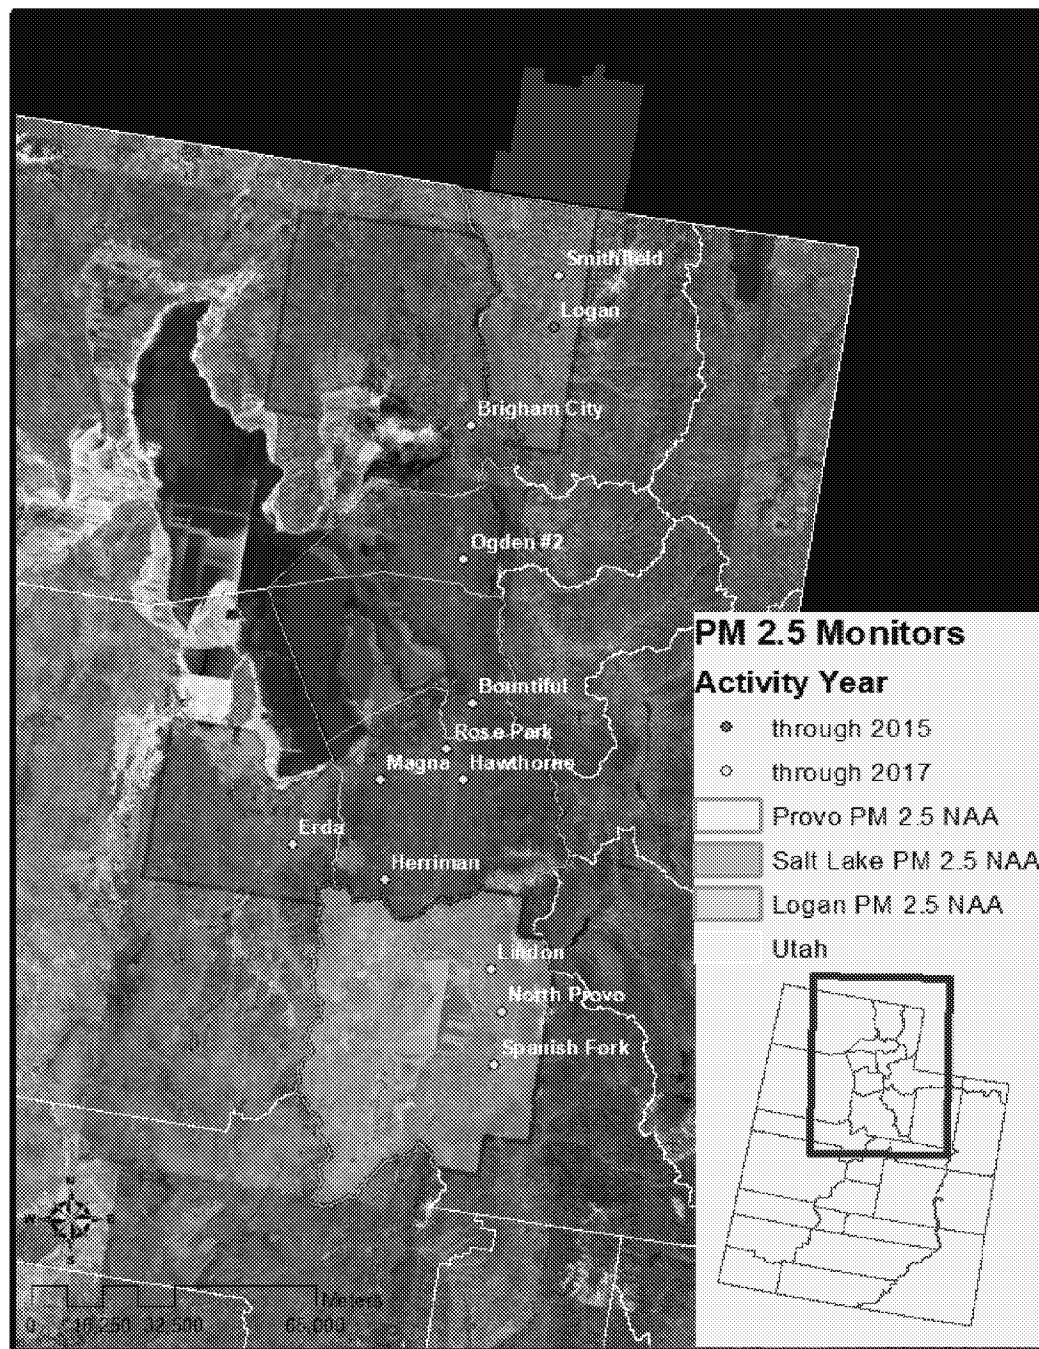 Smithfield
Logan
Brigham City
Ogden #2
Bountiful
Rose Park
Magna
Hawthorne
Erda
Herriman
Lindon
North Provo
Spanish Fork
PM 2.5 Monitors
Activity Year
through 2015
through 2017
Provo PM 2.5 NAA
Salt Lake PM 2.5 NAA
Logan PM 2.5 NAA
Utah
E
S
Meters
0 16,250 32,500 65,000